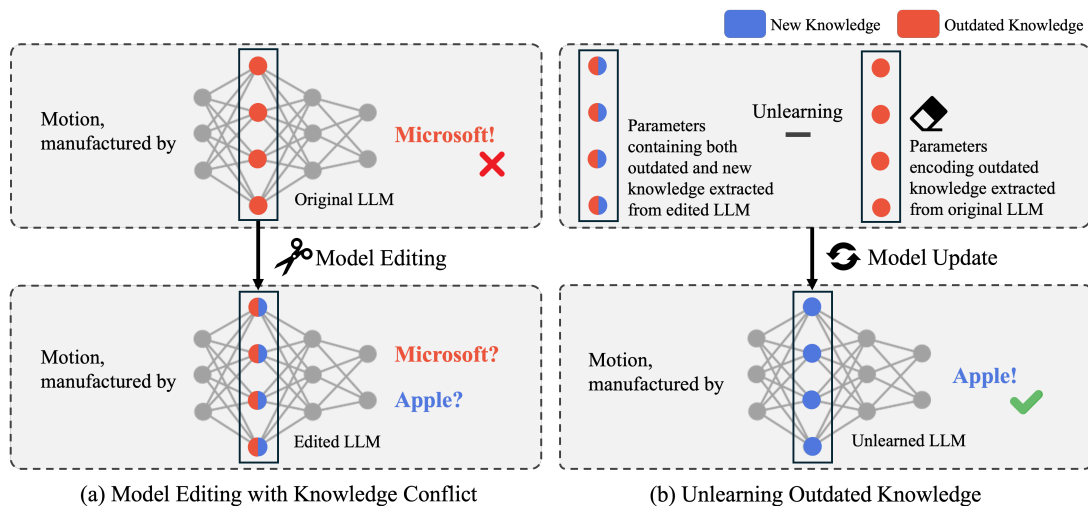 New Knowledge
Outdated Knowledge
Motion,
manufactured by
Microsoft!
Original LLM
Model Editing
Motion,
manufactured by
Microsoft?
Apple?
Edited LLM
(a) Model Editing with Knowledge Conflict
Parameters
containing both
outdated and new
knowledge extracted
from edited LLM
Unlearning
Parameters
encoding outdated
knowledge extracted
from original LLM
Model Update
Motion,
manufactured by
Apple!
Unlearned LLM
(b) Unlearning Outdated Knowledge